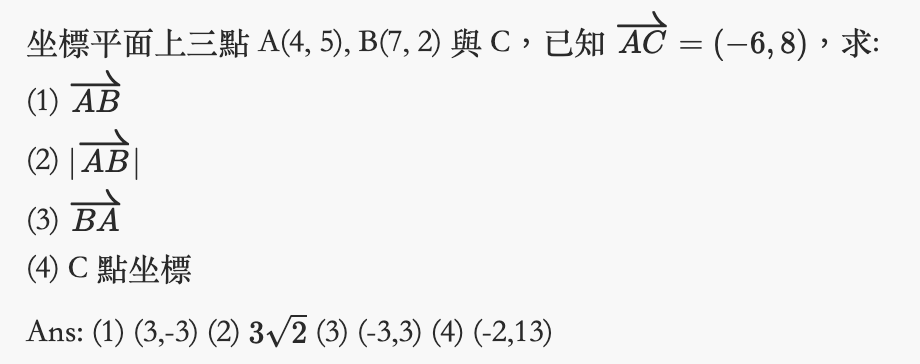 坐標平面上三點 A(4, 5), B(7, 2) 與 C，已知 $\overrightarrow{AC} = (-6, 8)$，求:
(1) $\overrightarrow{AB}$
(2) $|\overrightarrow{AB}|$
(3) $\overrightarrow{BA}$
(4) C 點坐標
Ans: (1) (3,-3) (2) $3\sqrt{2}$ (3) (-3,3) (4) (-2,13)